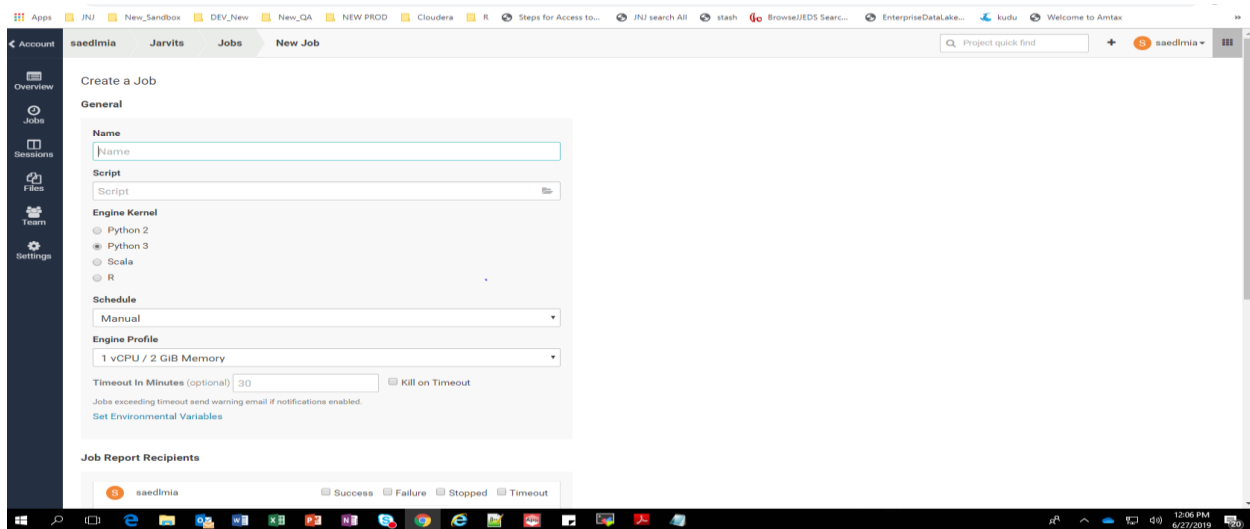 Apps JNJ New_Sandbox DEV_New New_QA NEW PROD Cloudera R Steps for Access to... JNJ search All stash BrowseJJEDS Searc... EnterpriseDataLake... kudu Welcome to Amtax »
Account saedlmia Jarvits Jobs New Job Project quick find + S saedlmia
Overview
Jobs
Sessions
Files
Team
Settings
Create a Job
General
Name
Name
Script
Script
Engine Kernel
Python 2
Python 3
Scala
R
Schedule
Manual
Engine Profile
1 vCPU / 2 GiB Memory
Timeout In Minutes (optional) 30 Kill on Timeout
Jobs exceeding timeout send warning email if notifications enabled.
Set Environmental Variables
Job Report Recipients
S saedlmia Success Failure Stopped Timeout
12:06 PM
6/27/2019
20